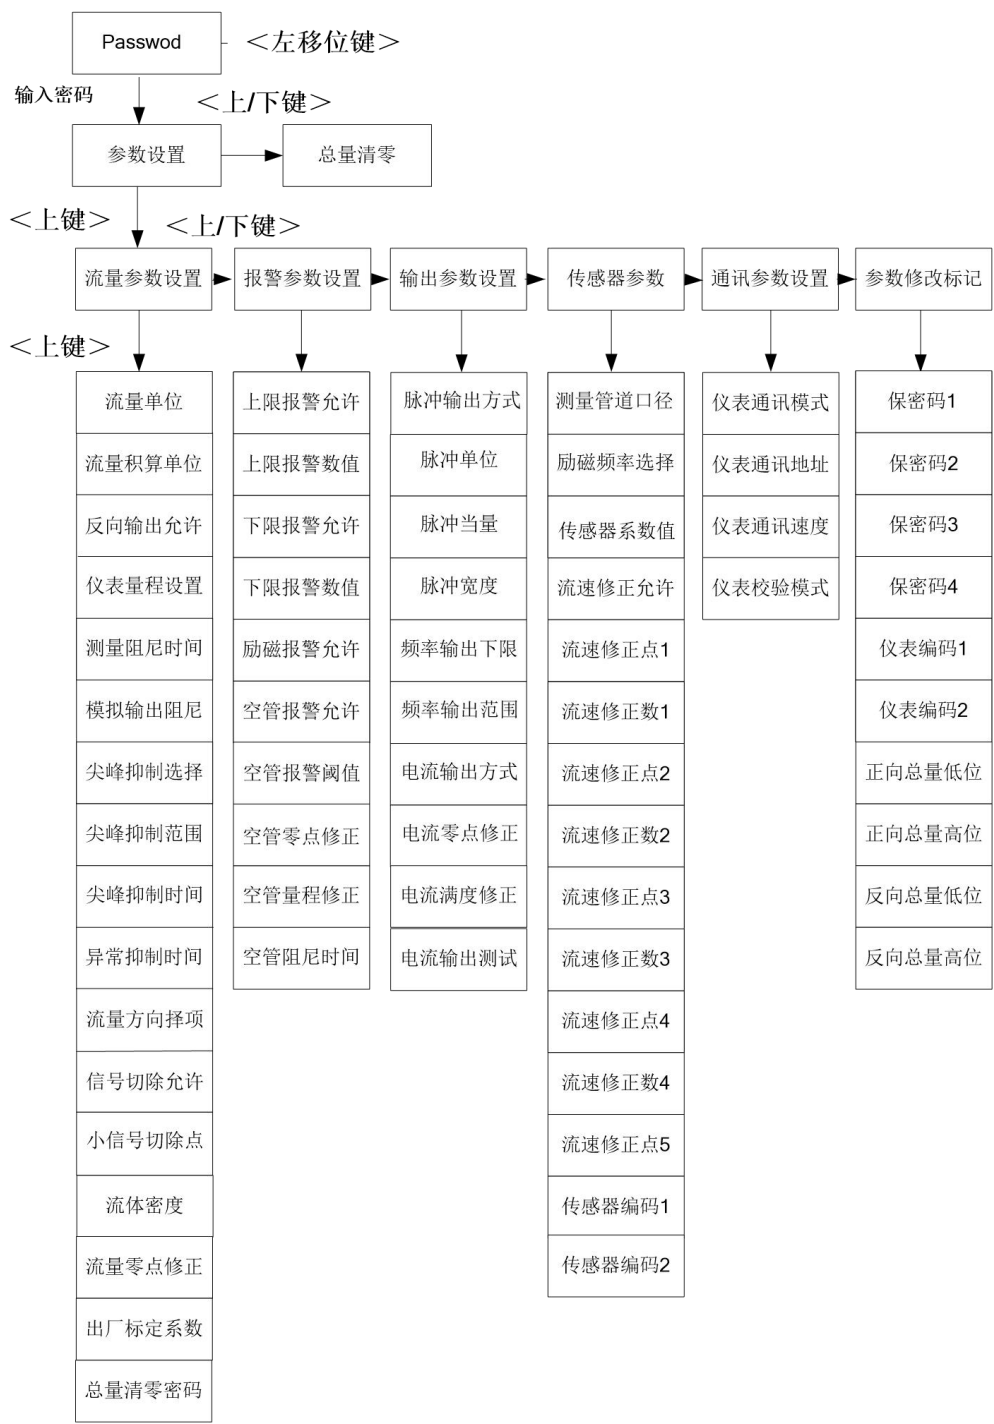 Passwod
＜左移位键＞
输入密码
＜上/下键＞
参数设置
总量清零
＜上键＞
＜上/下键＞
流量参数设置
报警参数设置
输出参数设置
传感器参数
通讯参数设置
参数修改标记
＜上键＞
流量单位
流量积算单位
反向输出允许
仪表量程设置
测量阻尼时间
模拟输出阻尼
尖峰抑制选择
尖峰抑制范围
尖峰抑制时间
异常抑制时间
流量方向择项
信号切除允许
小信号切除点
流体密度
流量零点修正
出厂标定系数
总量清零密码
上限报警允许
上限报警数值
下限报警允许
下限报警数值
励磁报警允许
空管报警允许
空管报警阈值
空管零点修正
空管量程修正
空管阻尼时间
脉冲输出方式
脉冲单位
脉冲当量
脉冲宽度
频率输出下限
频率输出范围
电流输出方式
电流零点修正
电流满度修正
电流输出测试
测量管道口径
励磁频率选择
传感器系数值
流速修正允许
流速修正点1
流速修正数1
流速修正点2
流速修正数2
流速修正点3
流速修正数3
流速修正点4
流速修正数4
流速修正点5
传感器编码1
传感器编码2
仪表通讯模式
仪表通讯地址
仪表通讯速度
仪表校验模式
保密码1
保密码2
保密码3
保密码4
仪表编码1
仪表编码2
正向总量低位
正向总量高位
反向总量低位
反向总量高位